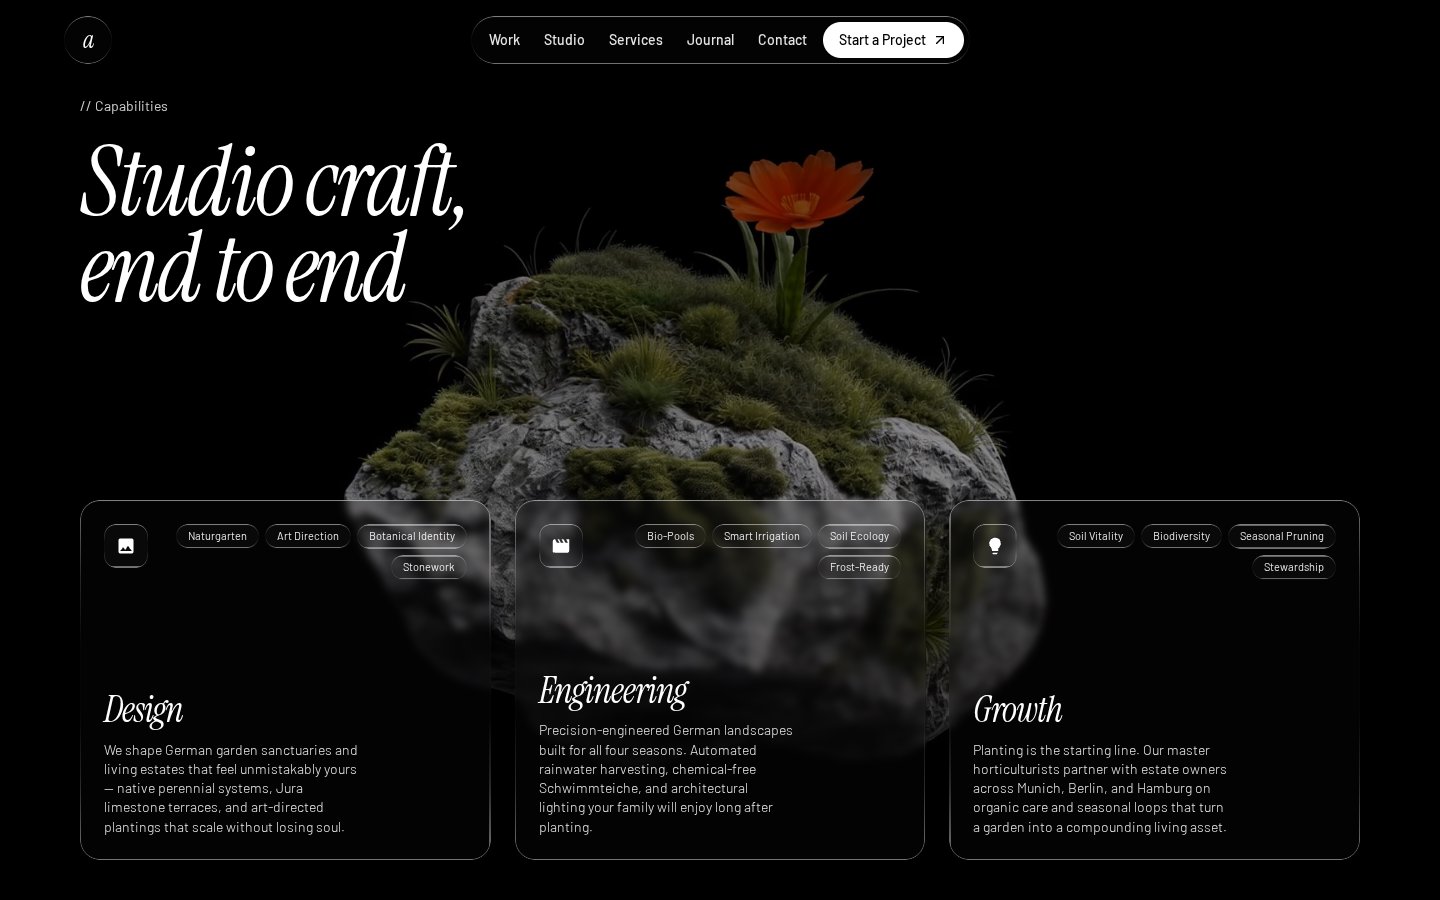 a
Work Studio Services Journal Contact Start a Project
// Capabilities
Studio craft,
end to end
Naturgarten Art Direction Botanical Identity
Stonework
Design
We shape German garden sanctuaries and
living estates that feel unmistakably yours
— native perennial systems, Jura
limestone terraces, and art-directed
plantings that scale without losing soul.
Bio-Pools Smart Irrigation Soil Ecology
Frost-Ready
Engineering
Precision-engineered German landscapes
built for all four seasons. Automated
rainwater harvesting, chemical-free
Schwimmteiche, and architectural
lighting your family will enjoy long after
planting.
Soil Vitality Biodiversity Seasonal Pruning
Stewardship
Growth
Planting is the starting line. Our master
horticulturists partner with estate owners
across Munich, Berlin, and Hamburg on
organic care and seasonal loops that turn
a garden into a compounding living asset.